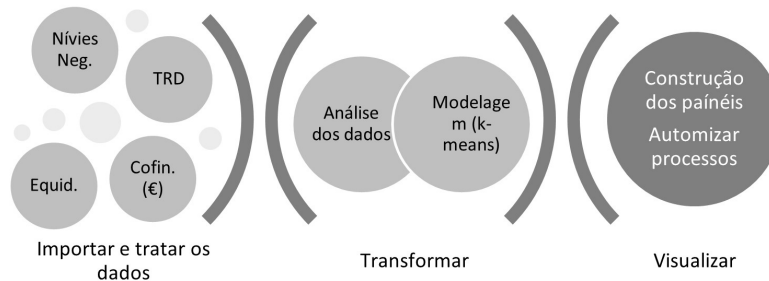 Nívies
Neg.
TRD
Equid.
Cofin.
(€)
Importar e tratar os
dados
Análise
dos dados
Modelage
m (k-
means)
Transformar
Construção
dos paínéis
Automizar
processos
Visualizar